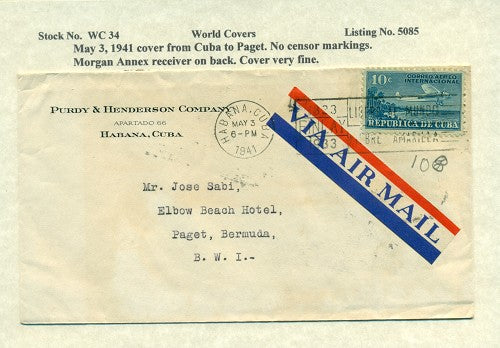 Stock No. WC 34 World Covers Listing No. 5085
May 3, 1941 cover from Cuba to Paget. No censor markings.
Morgan Annex receiver on back. Cover very fine.
PURDY & HENDERSON COMPANY
APARTADO 66
HABANA, CUBA
HABANA, CUBA
MAY 3
6-PM
1941
10¢
CORREO AEREO
INTERNACIONAL
REPUBLICA DE CUBA
VIA AIR MAIL
Mr. Jose Sabi,
Elbow Beach Hotel,
Paget, Bermuda,
B. W. I.-